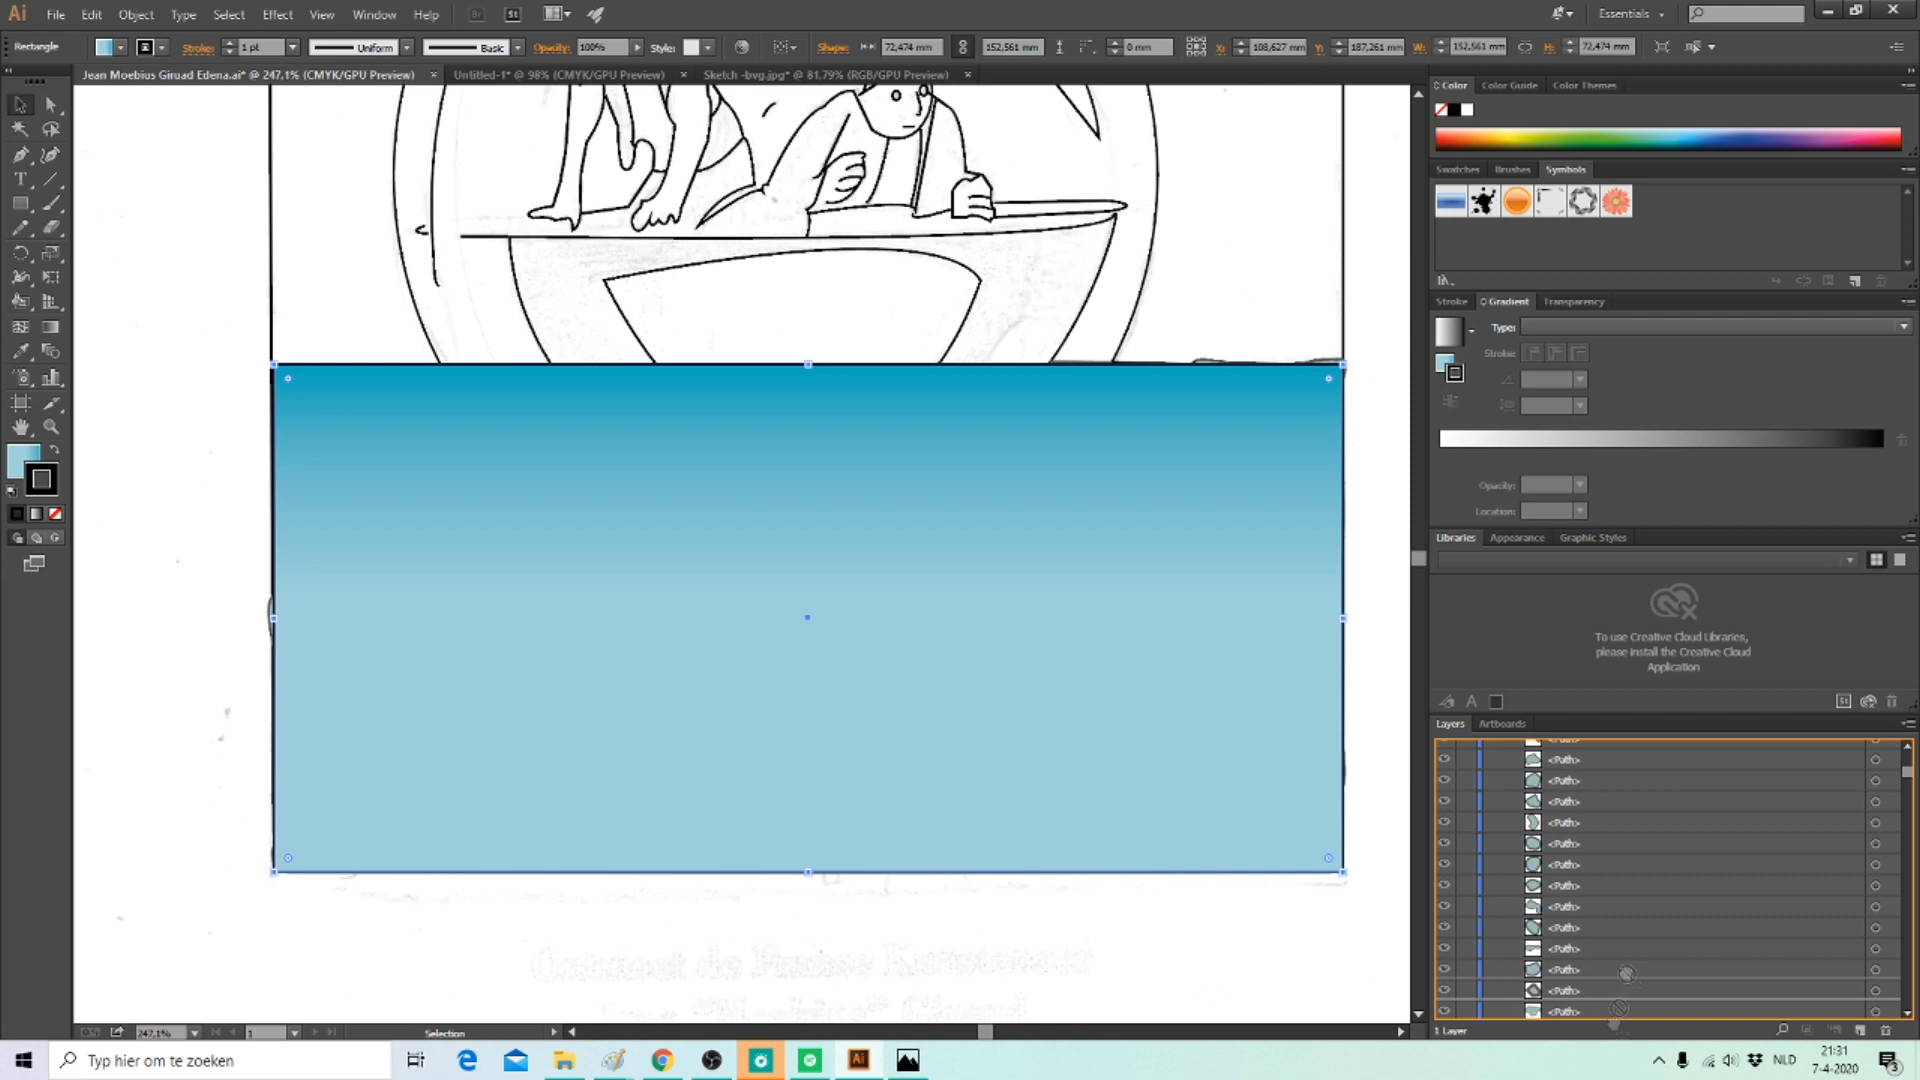 Ai File Edit Object Type Select Effect View Window Help Br St Essentials
Rectangle Stroke: 1 pt Uniform Basic Opacity: 100% Style: Shape: 72,474 mm 152,561 mm 0 mm X: 108,627 mm Y: 187,261 mm W: 152,561 mm H: 72,474 mm
Jean Moebius Giruad Edena.ai* @ 247,1% (CMYK/GPU Preview) × Untitled-1* @ 98% (CMYK/GPU Preview) × Sketch -bvg.jpg* @ 81,79% (RGB/GPU Preview) ×
Color Color Guide Color Themes
Swatches Brushes Symbols
Stroke Gradient Transparency
Type:
Stroke:
Opacity:
Location:
Libraries Appearance Graphic Styles
To use Creative Cloud Libraries,
please install the Creative Cloud
Application
Layers Artboards
<Path>
<Path>
<Path>
<Path>
<Path>
<Path>
<Path>
<Path>
<Path>
<Path>
<Path>
<Path>
<Path>
<Path>
1 Layer
247,1% 1 Selection
Typ hier om te zoeken
NLD
21:31
7-4-2020
3